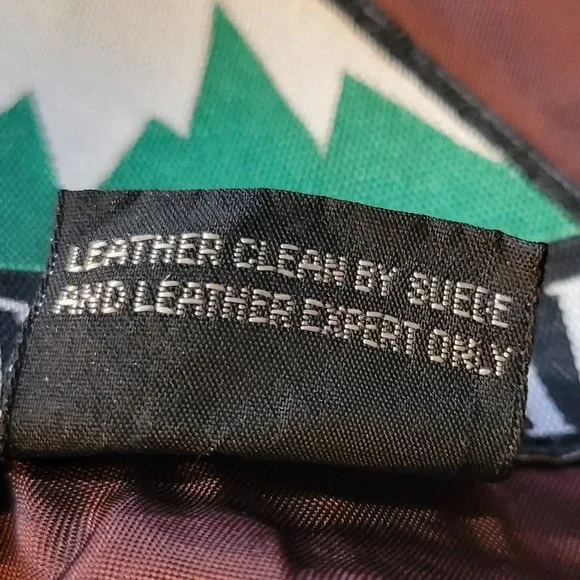 LEATHER CLEAN BY SUEDE
AND LEATHER EXPERT ONLY